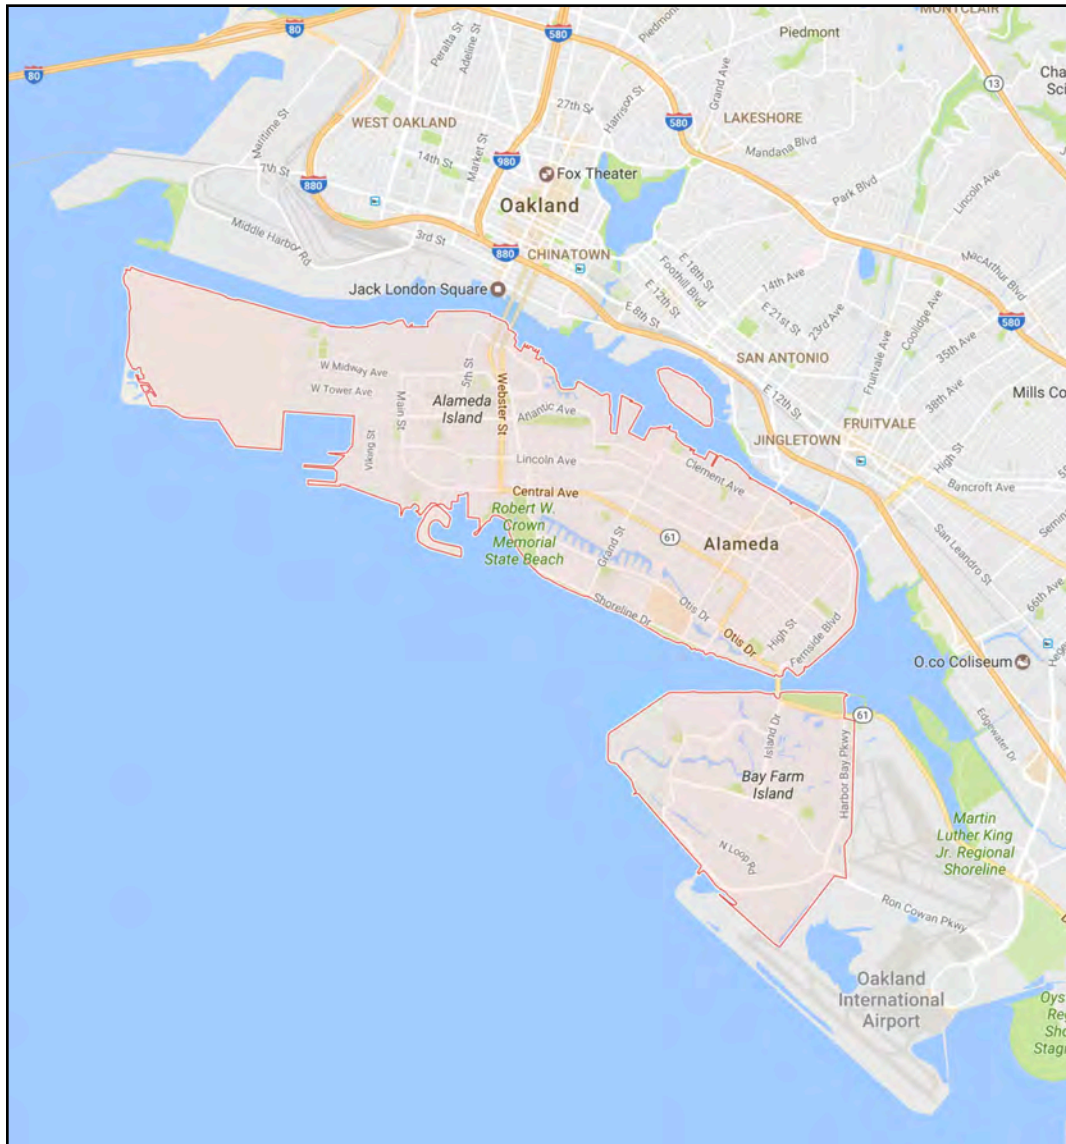 MONTCLAIR
80
580
Piedmont
80
Peralta St
Adeline St
Piedmont
Grand Ave
13
27th St
Harrison St
WEST OAKLAND
Maritime St
Market St
LAKESHORE
580
Mandana Blvd
14th St
980
7th St
880
Fox Theater
Park Blvd
Lincoln Ave
Oakland
Middle Harbor Rd
3rd St
880
CHINATOWN
E 18th St
Foothill Blvd
14th Ave
MacArthur Blvd
Jack London Square
E 12th St
E 8th St
E 21st St
23rd Ave
Coolidge Ave
580
35th Ave
SAN ANTONIO
Fruitvale Ave
W Midway Ave
5th St
Webster St
W Tower Ave
Main St
Alameda
Island
E 12th St
38th Ave
Mills Co
Atlantic Ave
FRUITVALE
JINGLETOWN
High St
Viking St
Lincoln Ave
Clement Ave
Bancroft Ave
Central Ave
Robert W.
Crown
Memorial
State Beach
Grand St
61
Alameda
San Leandro St
66th Ave
Shoreline Dr
Otis Dr
Otis Dr
High St
Fernside Blvd
O.co Coliseum
61
Island Dr
Harbor Bay Pkwy
Edgewater Dr
Bay Farm
Island
N Loop Rd
Martin
Luther King
Jr. Regional
Shoreline
Ron Cowan Pkwy
Oakland
International
Airport